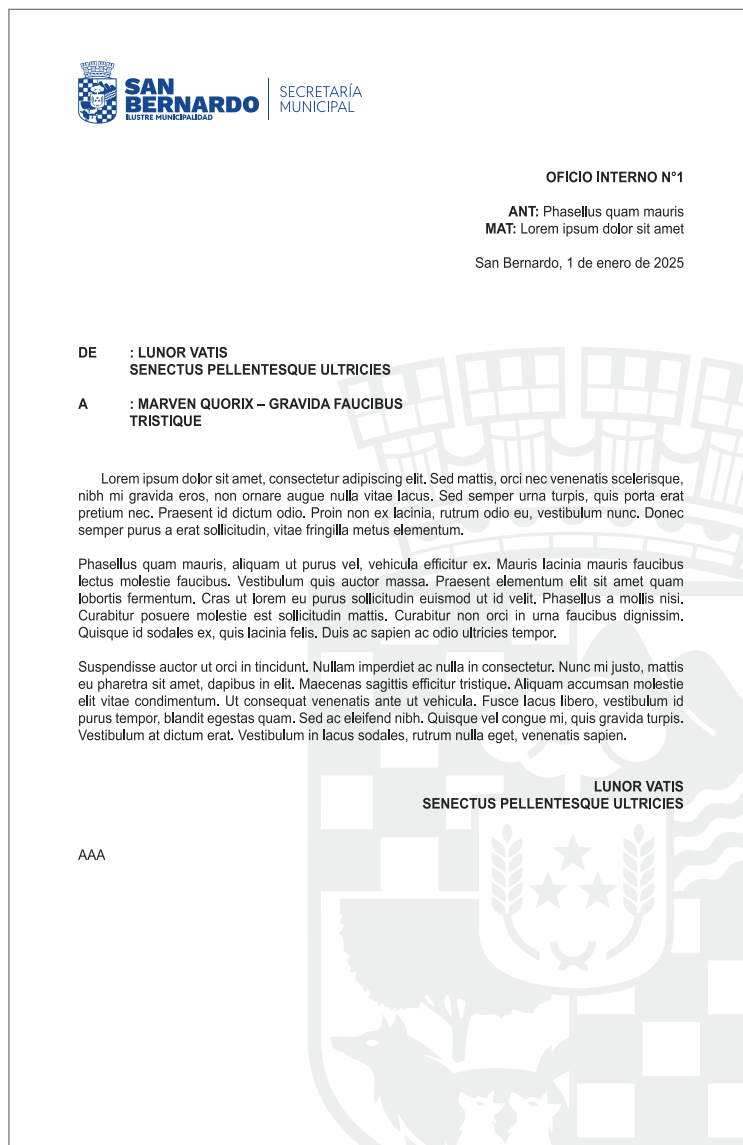 SAN
BERNARDO
ILUSTRE MUNICIPALIDAD
SECRETARÍA
MUNICIPAL
OFICIO INTERNO N°1
ANT: Phasellus quam mauris
MAT: Lorem ipsum dolor sit amet
San Bernardo, 1 de enero de 2025
DE : LUNOR VATIS
SENECTUS PELLENTESQUE ULTRICIES
A : MARVEN QUORIX – GRAVIDA FAUCIBUS
TRISTIQUE
Lorem ipsum dolor sit amet, consectetur adipiscing elit. Sed mattis, orci nec venenatis scelerisque,
nibh mi gravida eros, non ornare augue nulla vitae lacus. Sed semper urna turpis, quis porta erat
pretium nec. Praesent id dictum odio. Proin non ex lacinia, rutrum odio eu, vestibulum nunc. Donec
semper purus a erat sollicitudin, vitae fringilla metus elementum.
Phasellus quam mauris, aliquam ut purus vel, vehicula efficitur ex. Mauris lacinia mauris faucibus
lectus molestie faucibus. Vestibulum quis auctor massa. Praesent elementum elit sit amet quam
lobortis fermentum. Cras ut lorem eu purus sollicitudin euismod ut id velit. Phasellus a mollis nisi.
Curabitur posuere molestie est sollicitudin mattis. Curabitur non orci in urna faucibus dignissim.
Quisque id sodales ex, quis lacinia felis. Duis ac sapien ac odio ultricies tempor.
Suspendisse auctor ut orci in tincidunt. Nullam imperdiet ac nulla in consectetur. Nunc mi justo, mattis
eu pharetra sit amet, dapibus in elit. Maecenas sagittis efficitur tristique. Aliquam accumsan molestie
elit vitae condimentum. Ut consequat venenatis ante ut vehicula. Fusce lacus libero, vestibulum id
purus tempor, blandit egestas quam. Sed ac eleifend nibh. Quisque vel congue mi, quis gravida turpis.
Vestibulum at dictum erat. Vestibulum in lacus sodales, rutrum nulla eget, venenatis sapien.
LUNOR VATIS
SENECTUS PELLENTESQUE ULTRICIES
AAA